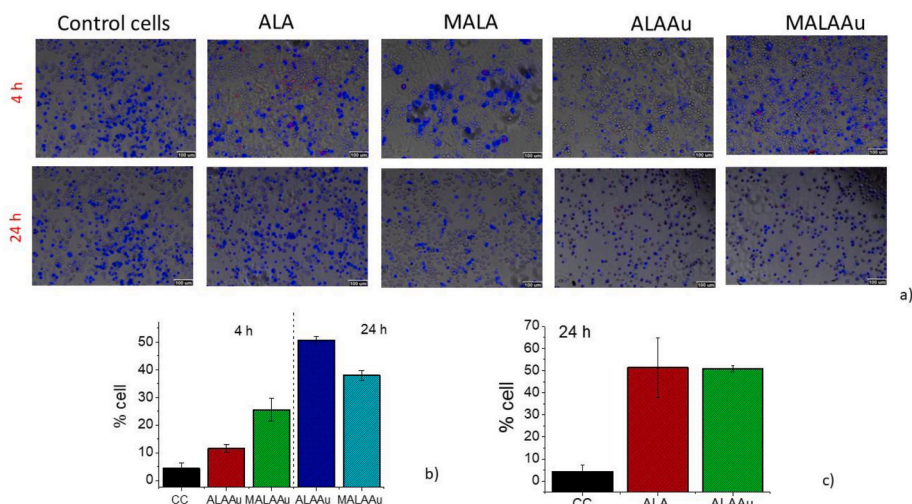 Control cells ALA MALA ALAAu MALAAu
4 h
100 um 100 um 100 um 100 um 100 um
24 h
100 um 100 um 100 um 100 um 100 um
a)
4 h 24 h
50
40
30
20
10
0
% cell
CC ALAAu MALAAu ALAAu MALAAu
b)
24 h
70
60
50
40
30
20
10
0
% cell
CC ALA ALAAu
c)